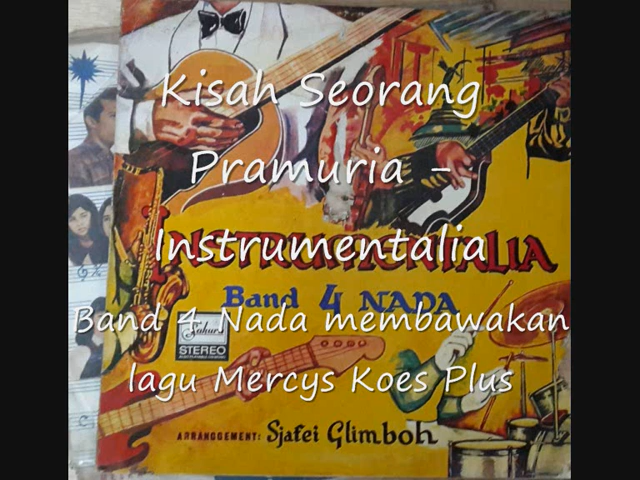 Kisah Seorang
Pramuria -
Instrumentalia
INSTRUMENTALIA
Band 4 NADA
Band 4 Nada membawakan
STEREO
lagu Mercys Koes Plus
ARRANGGEMENT: Sjafei Glimboh